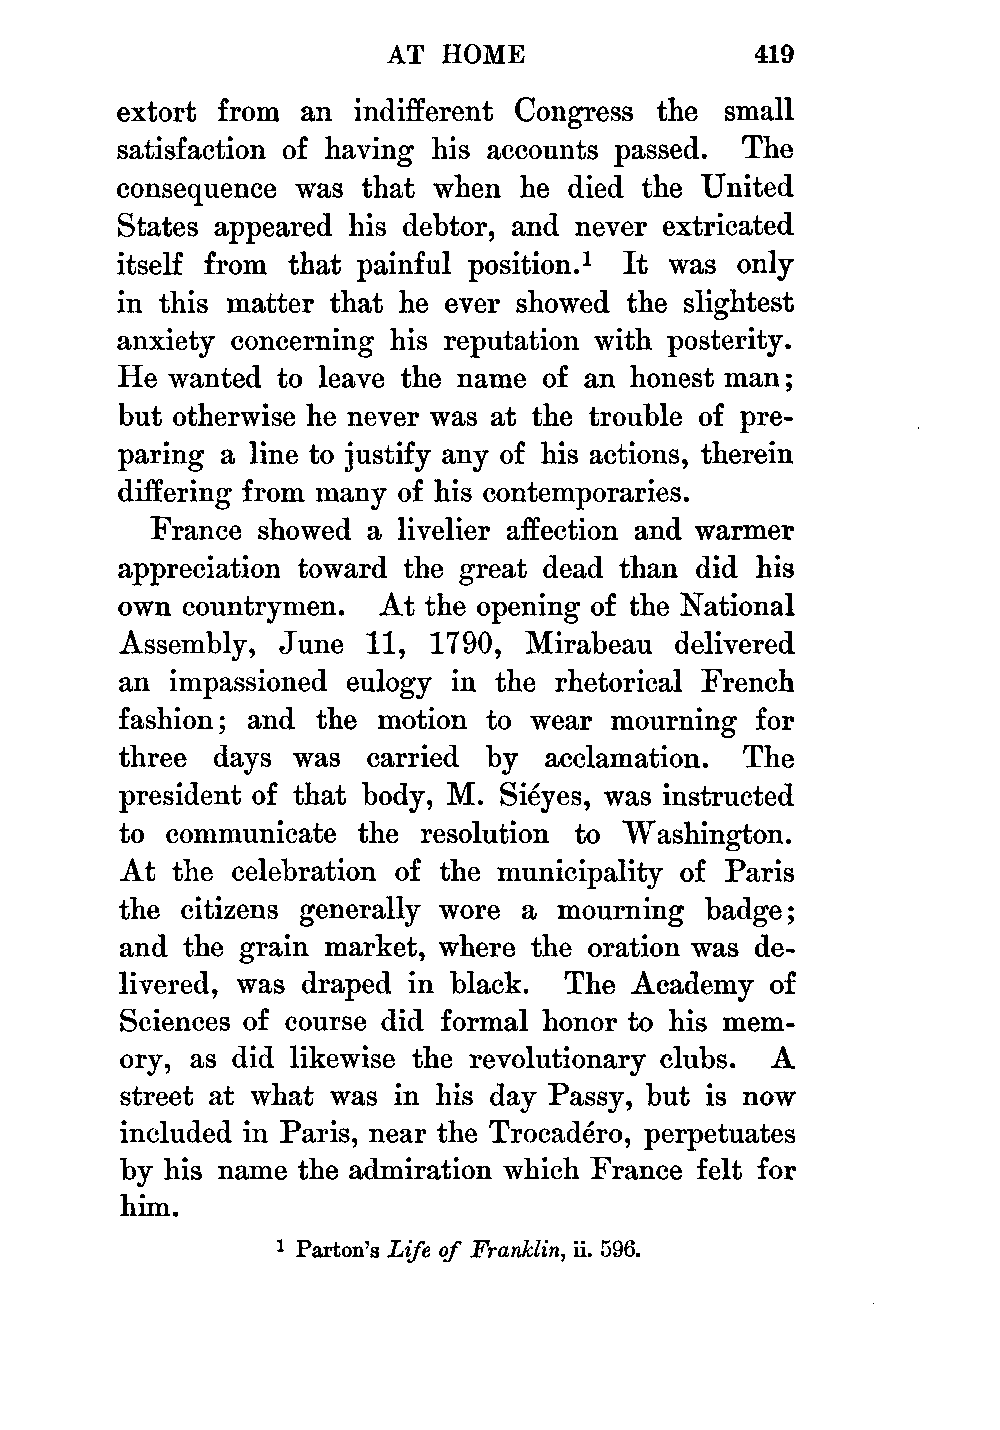 AT HOME 419
extort from an indifferent Congress the small
satisfaction of having his accounts passed. The
consequence was that when he died the United
States appeared his debtor, and never extricated
itself from that painful position.¹ It was only
in this matter that he ever showed the slightest
anxiety concerning his reputation with posterity.
He wanted to leave the name of an honest man;
but otherwise he never was at the trouble of pre-
paring a line to justify any of his actions, therein
differing from many of his contemporaries.
France showed a livelier affection and warmer
appreciation toward the great dead than did his
own countrymen. At the opening of the National
Assembly, June 11, 1790, Mirabeau delivered
an impassioned eulogy in the rhetorical French
fashion; and the motion to wear mourning for
three days was carried by acclamation. The
president of that body, M. Siéyes, was instructed
to communicate the resolution to Washington.
At the celebration of the municipality of Paris
the citizens generally wore a mourning badge;
and the grain market, where the oration was de-
livered, was draped in black. The Academy of
Sciences of course did formal honor to his mem-
ory, as did likewise the revolutionary clubs. A
street at what was in his day Passy, but is now
included in Paris, near the Trocadéro, perpetuates
by his name the admiration which France felt for
him.
¹ Parton's Life of Franklin, ii. 596.